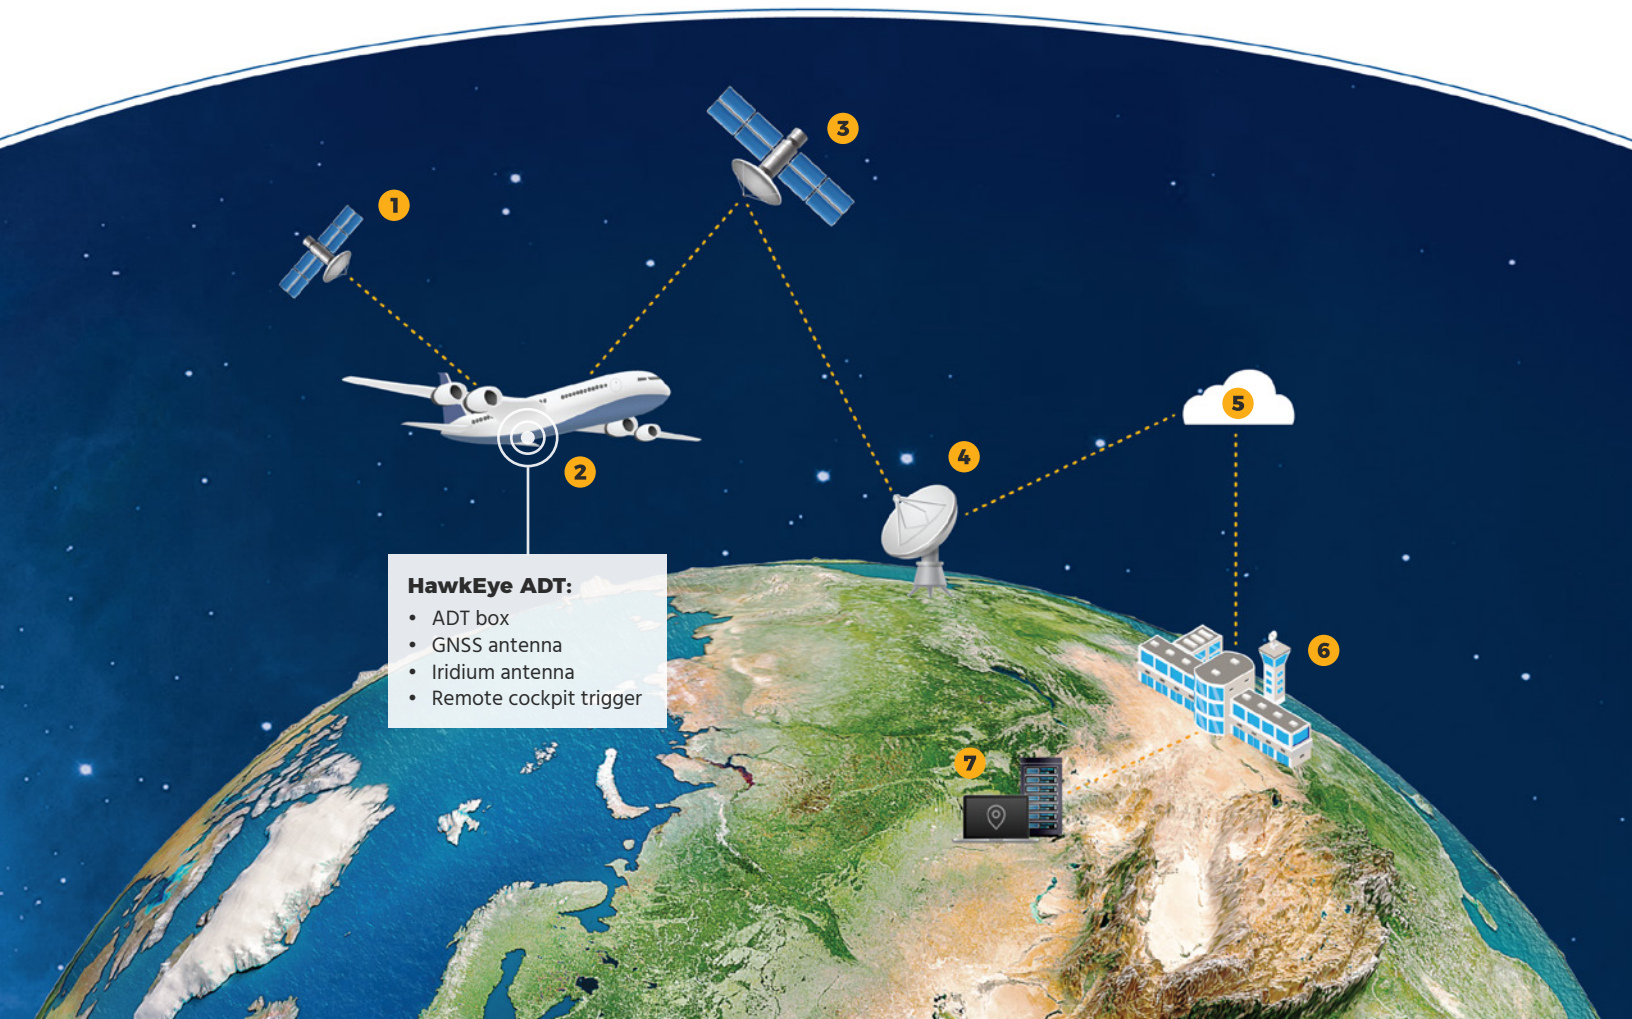 1
3
2
4
5
HawkEye ADT:
• ADT box
• GNSS antenna
• Iridium antenna
• Remote cockpit trigger
6
7